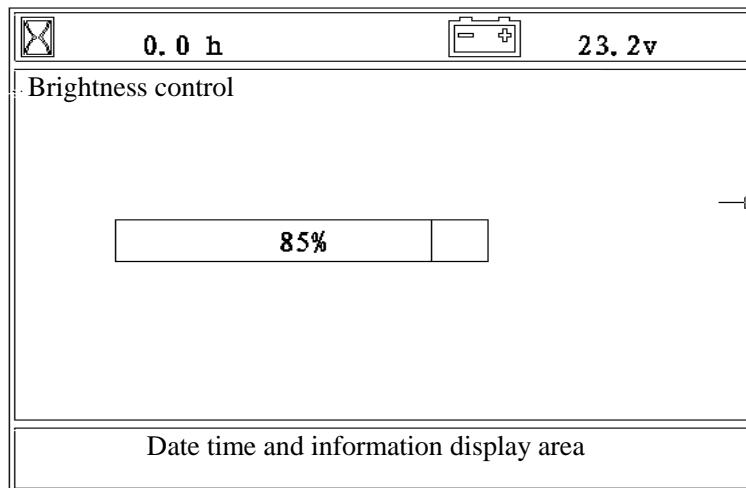 0.0 h 23.2v
Brightness control
85%
Date time and information display area